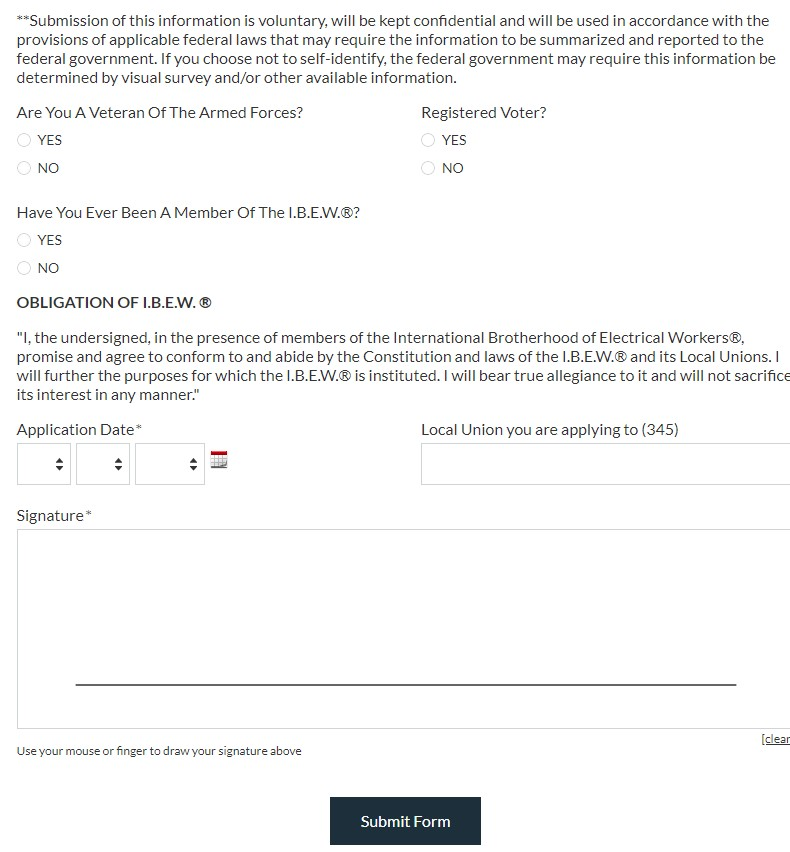 **Submission of this information is voluntary, will be kept confidential and will be used in accordance with the
provisions of applicable federal laws that may require the information to be summarized and reported to the
federal government. If you choose not to self-identify, the federal government may require this information be
determined by visual survey and/or other available information.
Are You A Veteran Of The Armed Forces?
YES
NO
Registered Voter?
YES
NO
Have You Ever Been A Member Of The I.B.E.W.®?
YES
NO
OBLIGATION OF I.B.E.W. ®
"I, the undersigned, in the presence of members of the International Brotherhood of Electrical Workers®,
promise and agree to conform to and abide by the Constitution and laws of the I.B.E.W.® and its Local Unions. I
will further the purposes for which the I.B.E.W.® is instituted. I will bear true allegiance to it and will not sacrifice
its interest in any manner."
Application Date*
Local Union you are applying to (345)
Signature*
[clear
Use your mouse or finger to draw your signature above
Submit Form